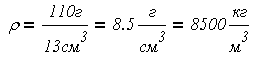 ρ = 110г / 13см³ = 8.5 г/см³ = 8500 кг/м³